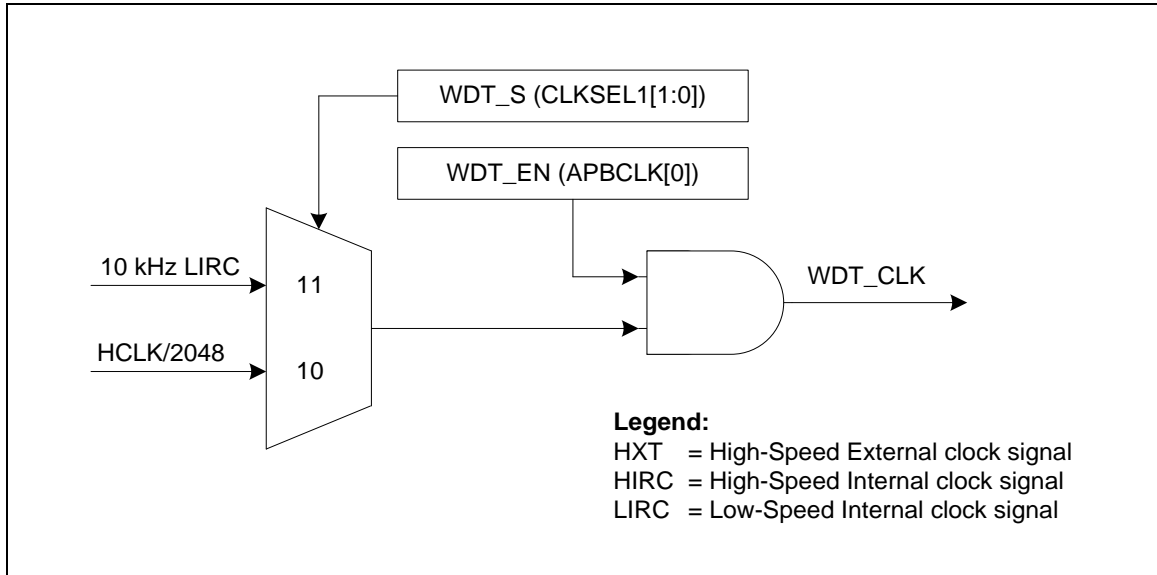 WDT_S (CLKSEL1[1:0])
WDT_EN (APBCLK[0])
10 kHz LIRC
11
WDT_CLK
HCLK/2048
10
Legend:
HXT = High-Speed External clock signal
HIRC = High-Speed Internal clock signal
LIRC = Low-Speed Internal clock signal